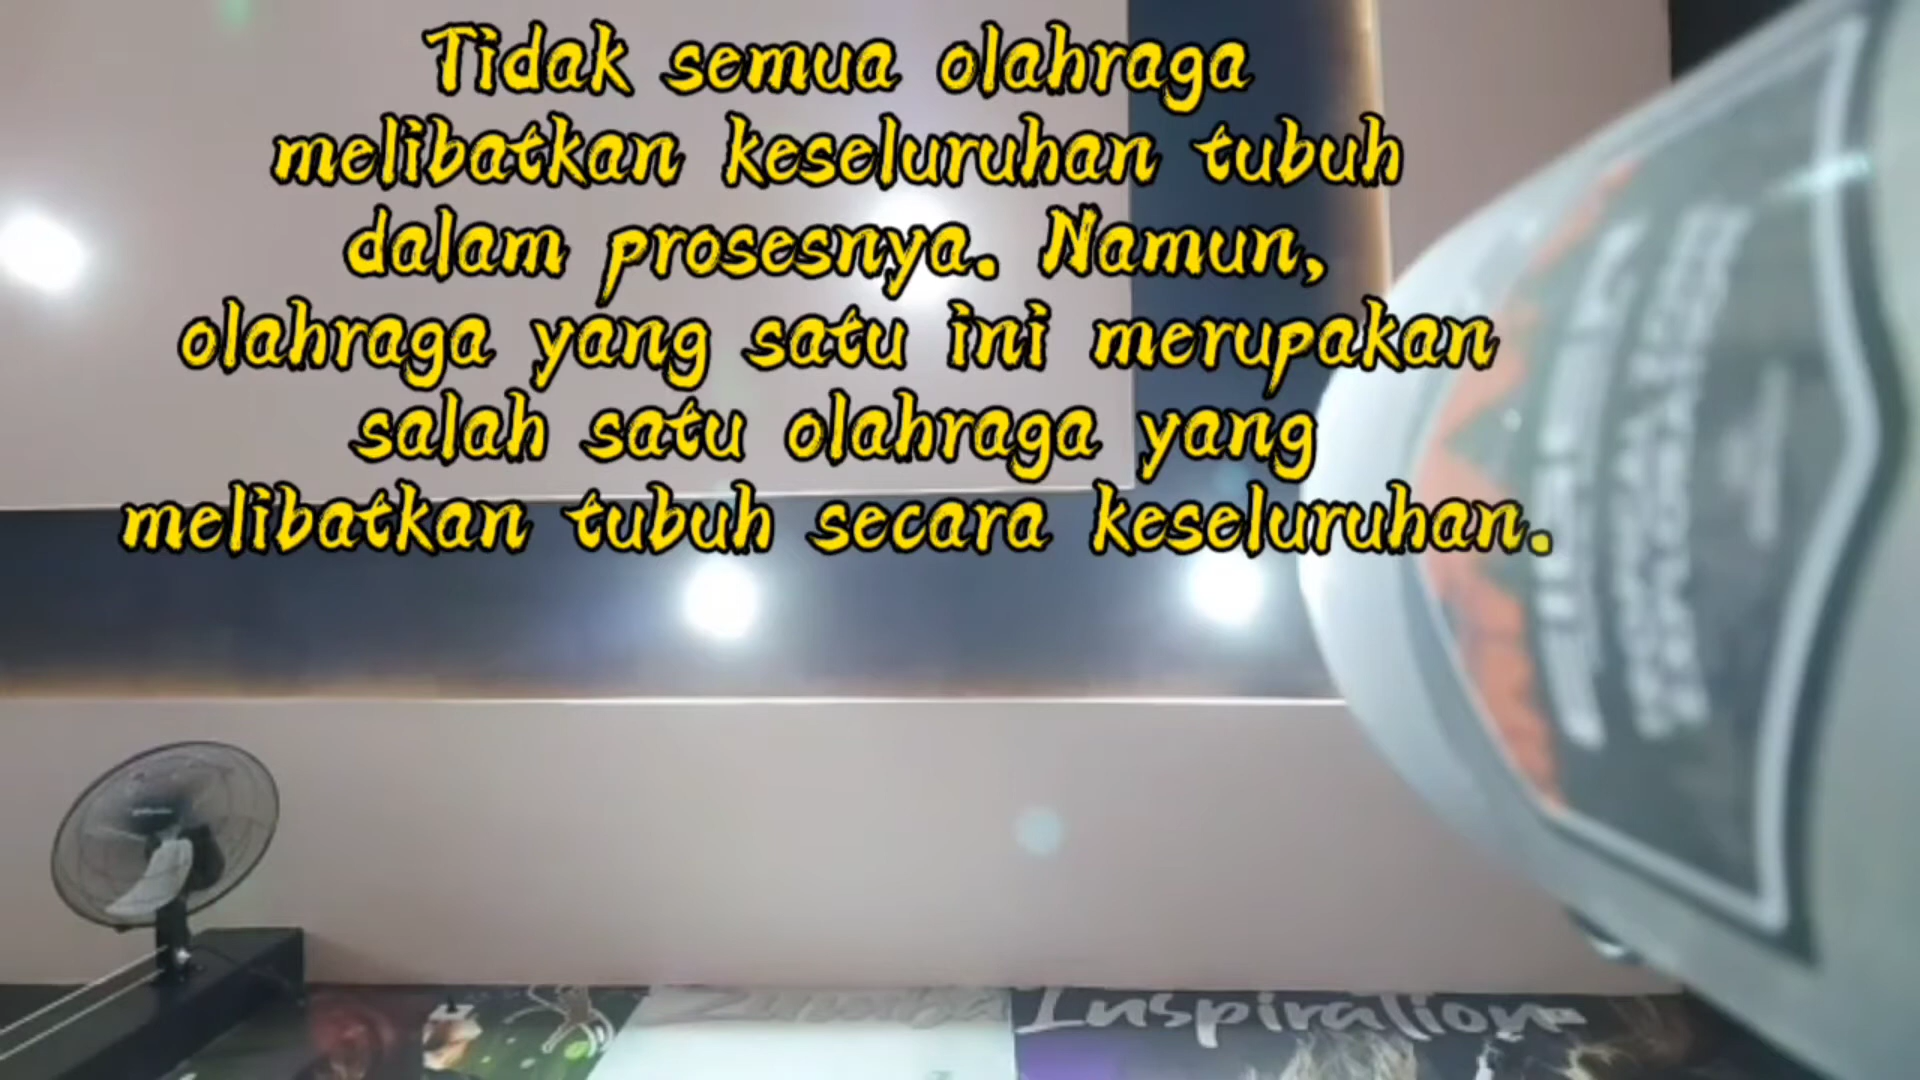 Tidak semua olahraga
melibatkan keseluruhan tubuh
dalam prosesnya. Namun,
olahraga yang satu ini merupakan
salah satu olahraga yang
melibatkan tubuh secara keseluruhan.
Inspiration